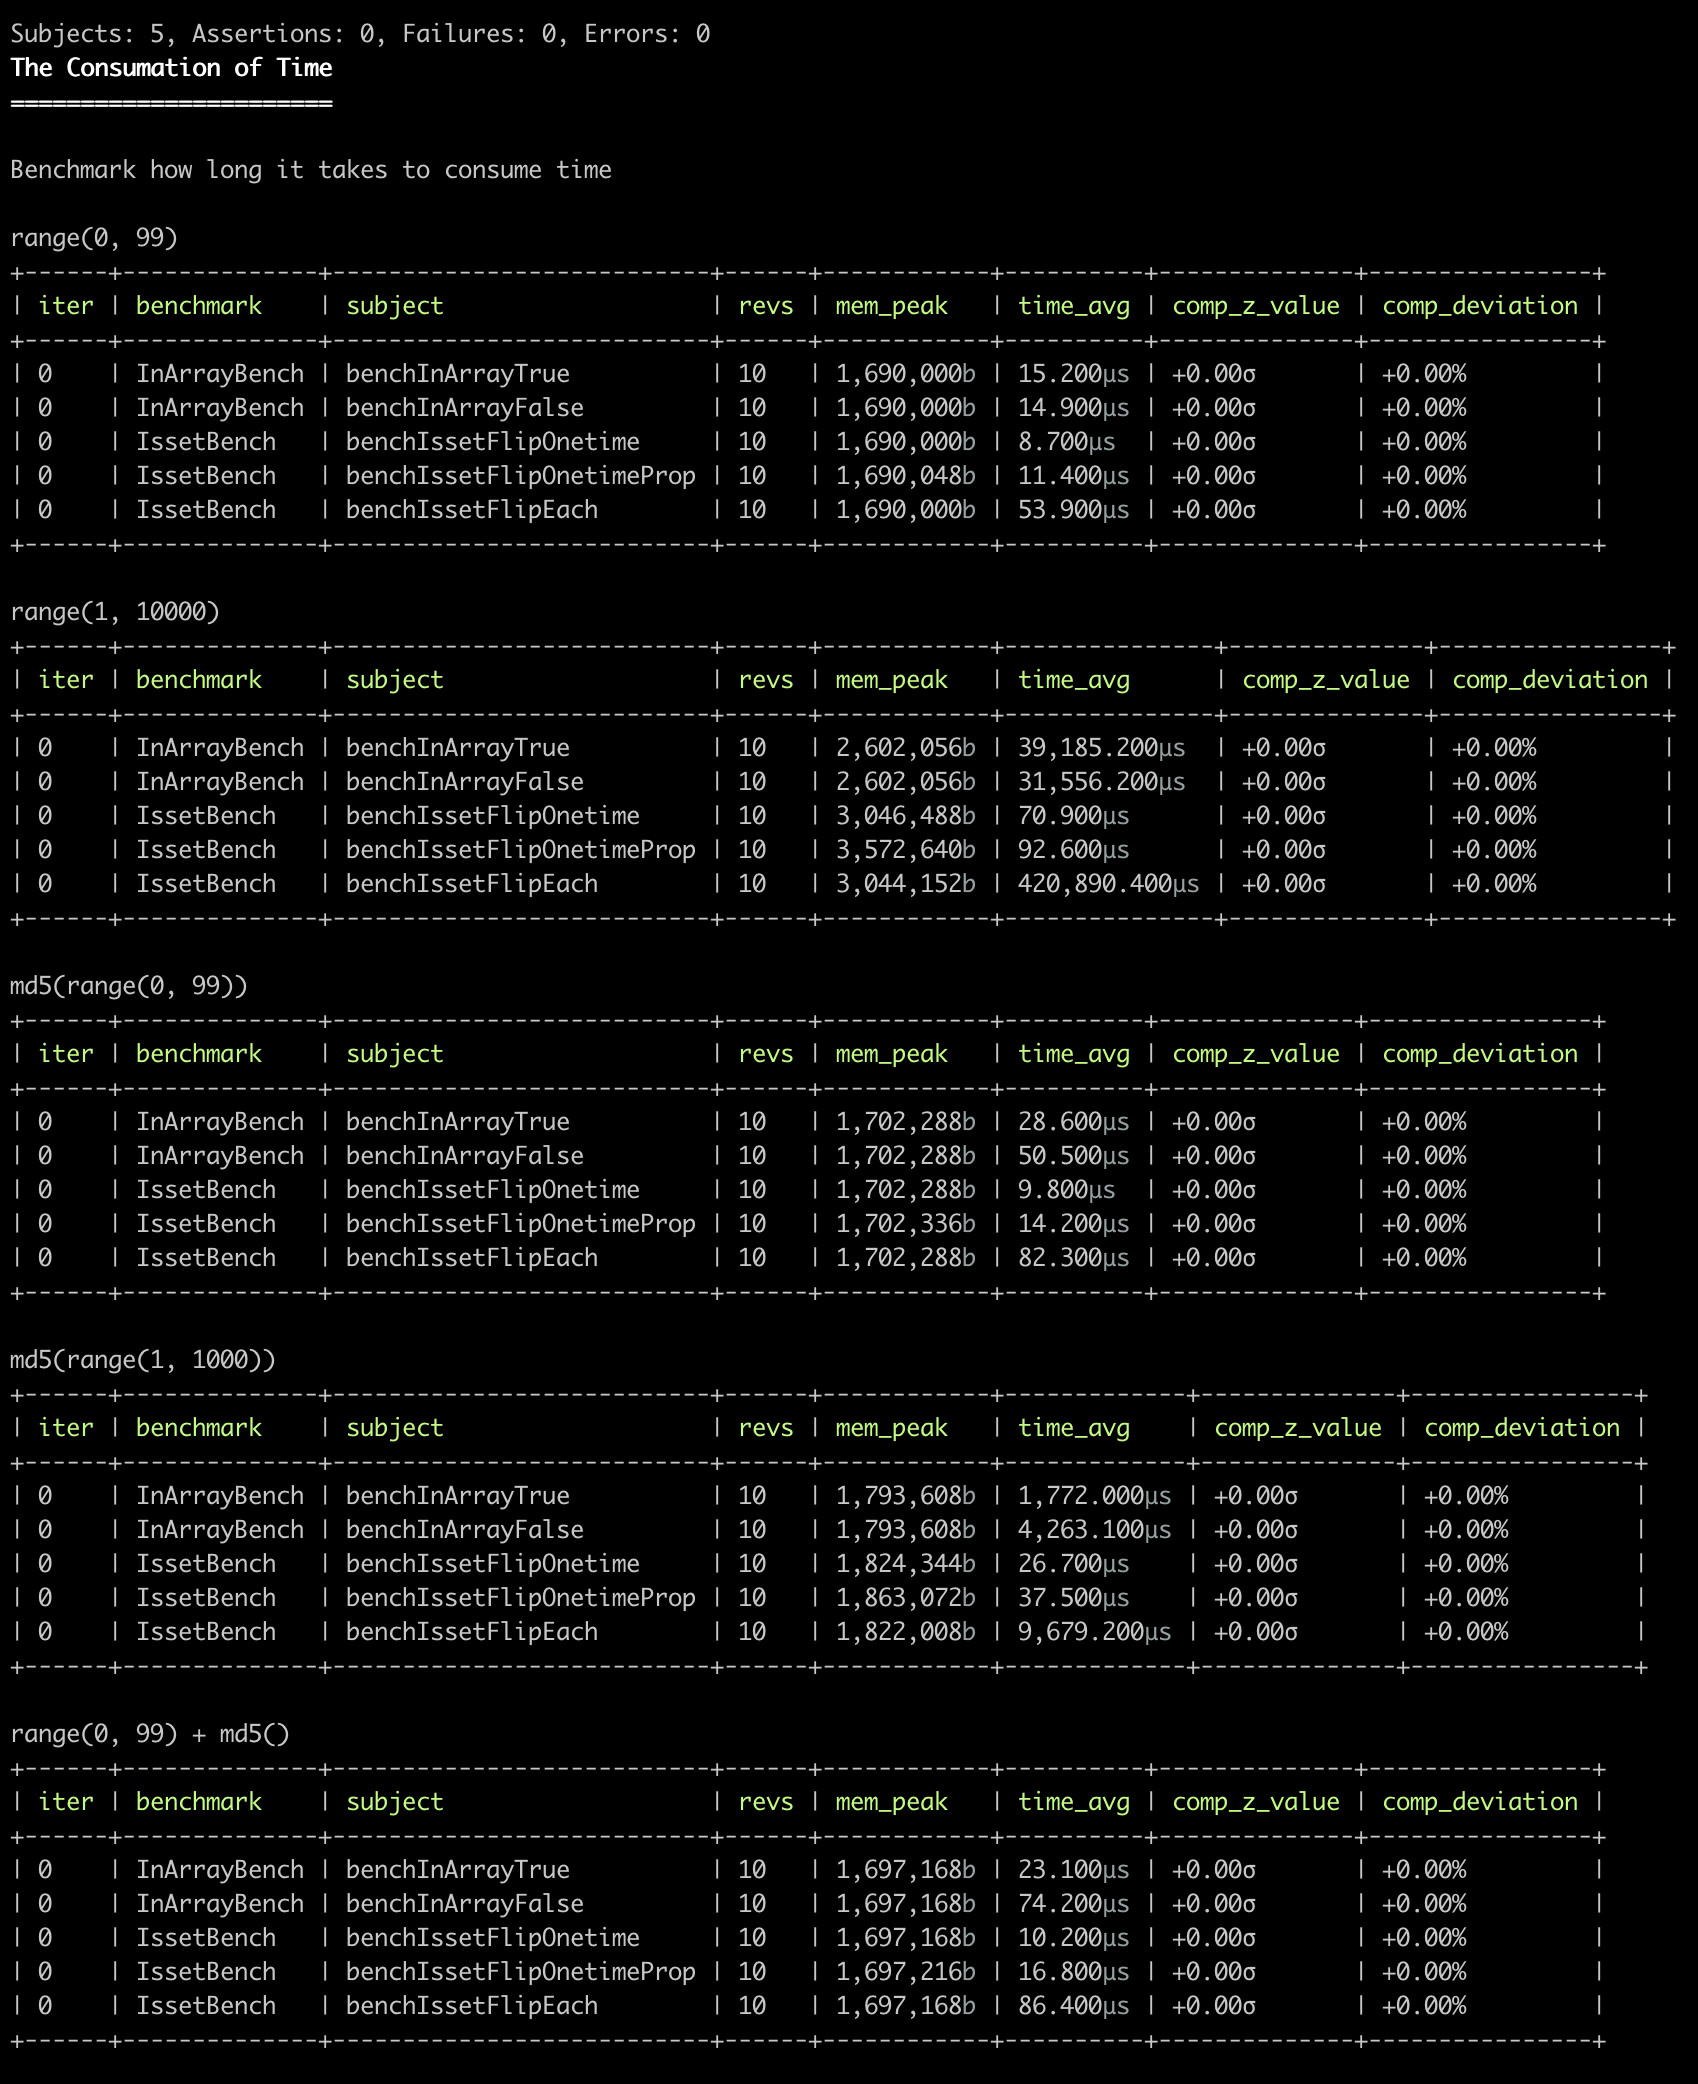 Subjects: 5, Assertions: 0, Failures: 0, Errors: 0
The Consumation of Time
=======================

Benchmark how long it takes to consume time

range(0, 99)
+------+--------------+---------------------------+------+------------+----------+--------------+----------------+
| iter | benchmark    | subject                   | revs | mem_peak   | time_avg | comp_z_value | comp_deviation |
+------+--------------+---------------------------+------+------------+----------+--------------+----------------+
| 0    | InArrayBench | benchInArrayTrue          | 10   | 1,690,000b | 15.200μs | +0.00σ       | +0.00%         |
| 0    | InArrayBench | benchInArrayFalse         | 10   | 1,690,000b | 14.900μs | +0.00σ       | +0.00%         |
| 0    | IssetBench   | benchIssetFlipOnetime     | 10   | 1,690,000b | 8.700μs  | +0.00σ       | +0.00%         |
| 0    | IssetBench   | benchIssetFlipOnetimeProp | 10   | 1,690,048b | 11.400μs | +0.00σ       | +0.00%         |
| 0    | IssetBench   | benchIssetFlipEach        | 10   | 1,690,000b | 53.900μs | +0.00σ       | +0.00%         |
+------+--------------+---------------------------+------+------------+----------+--------------+----------------+

range(1, 10000)
+------+--------------+---------------------------+------+------------+---------------+--------------+----------------+
| iter | benchmark    | subject                   | revs | mem_peak   | time_avg      | comp_z_value | comp_deviation |
+------+--------------+---------------------------+------+------------+---------------+--------------+----------------+
| 0    | InArrayBench | benchInArrayTrue          | 10   | 2,602,056b | 39,185.200μs  | +0.00σ       | +0.00%         |
| 0    | InArrayBench | benchInArrayFalse         | 10   | 2,602,056b | 31,556.200μs  | +0.00σ       | +0.00%         |
| 0    | IssetBench   | benchIssetFlipOnetime     | 10   | 3,046,488b | 70.900μs      | +0.00σ       | +0.00%         |
| 0    | IssetBench   | benchIssetFlipOnetimeProp | 10   | 3,572,640b | 92.600μs      | +0.00σ       | +0.00%         |
| 0    | IssetBench   | benchIssetFlipEach        | 10   | 3,044,152b | 420,890.400μs | +0.00σ       | +0.00%         |
+------+--------------+---------------------------+------+------------+---------------+--------------+----------------+

md5(range(0, 99))
+------+--------------+---------------------------+------+------------+----------+--------------+----------------+
| iter | benchmark    | subject                   | revs | mem_peak   | time_avg | comp_z_value | comp_deviation |
+------+--------------+---------------------------+------+------------+----------+--------------+----------------+
| 0    | InArrayBench | benchInArrayTrue          | 10   | 1,702,288b | 28.600μs | +0.00σ       | +0.00%         |
| 0    | InArrayBench | benchInArrayFalse         | 10   | 1,702,288b | 50.500μs | +0.00σ       | +0.00%         |
| 0    | IssetBench   | benchIssetFlipOnetime     | 10   | 1,702,288b | 9.800μs  | +0.00σ       | +0.00%         |
| 0    | IssetBench   | benchIssetFlipOnetimeProp | 10   | 1,702,336b | 14.200μs | +0.00σ       | +0.00%         |
| 0    | IssetBench   | benchIssetFlipEach        | 10   | 1,702,288b | 82.300μs | +0.00σ       | +0.00%         |
+------+--------------+---------------------------+------+------------+----------+--------------+----------------+

md5(range(1, 1000))
+------+--------------+---------------------------+------+------------+-------------+--------------+----------------+
| iter | benchmark    | subject                   | revs | mem_peak   | time_avg    | comp_z_value | comp_deviation |
+------+--------------+---------------------------+------+------------+-------------+--------------+----------------+
| 0    | InArrayBench | benchInArrayTrue          | 10   | 1,793,608b | 1,772.000μs | +0.00σ       | +0.00%         |
| 0    | InArrayBench | benchInArrayFalse         | 10   | 1,793,608b | 4,263.100μs | +0.00σ       | +0.00%         |
| 0    | IssetBench   | benchIssetFlipOnetime     | 10   | 1,824,344b | 26.700μs    | +0.00σ       | +0.00%         |
| 0    | IssetBench   | benchIssetFlipOnetimeProp | 10   | 1,863,072b | 37.500μs    | +0.00σ       | +0.00%         |
| 0    | IssetBench   | benchIssetFlipEach        | 10   | 1,822,008b | 9,679.200μs | +0.00σ       | +0.00%         |
+------+--------------+---------------------------+------+------------+-------------+--------------+----------------+

range(0, 99) + md5()
+------+--------------+---------------------------+------+------------+----------+--------------+----------------+
| iter | benchmark    | subject                   | revs | mem_peak   | time_avg | comp_z_value | comp_deviation |
+------+--------------+---------------------------+------+------------+----------+--------------+----------------+
| 0    | InArrayBench | benchInArrayTrue          | 10   | 1,697,168b | 23.100μs | +0.00σ       | +0.00%         |
| 0    | InArrayBench | benchInArrayFalse         | 10   | 1,697,168b | 74.200μs | +0.00σ       | +0.00%         |
| 0    | IssetBench   | benchIssetFlipOnetime     | 10   | 1,697,168b | 10.200μs | +0.00σ       | +0.00%         |
| 0    | IssetBench   | benchIssetFlipOnetimeProp | 10   | 1,697,216b | 16.800μs | +0.00σ       | +0.00%         |
| 0    | IssetBench   | benchIssetFlipEach        | 10   | 1,697,168b | 86.400μs | +0.00σ       | +0.00%         |
+------+--------------+---------------------------+------+------------+----------+--------------+----------------+